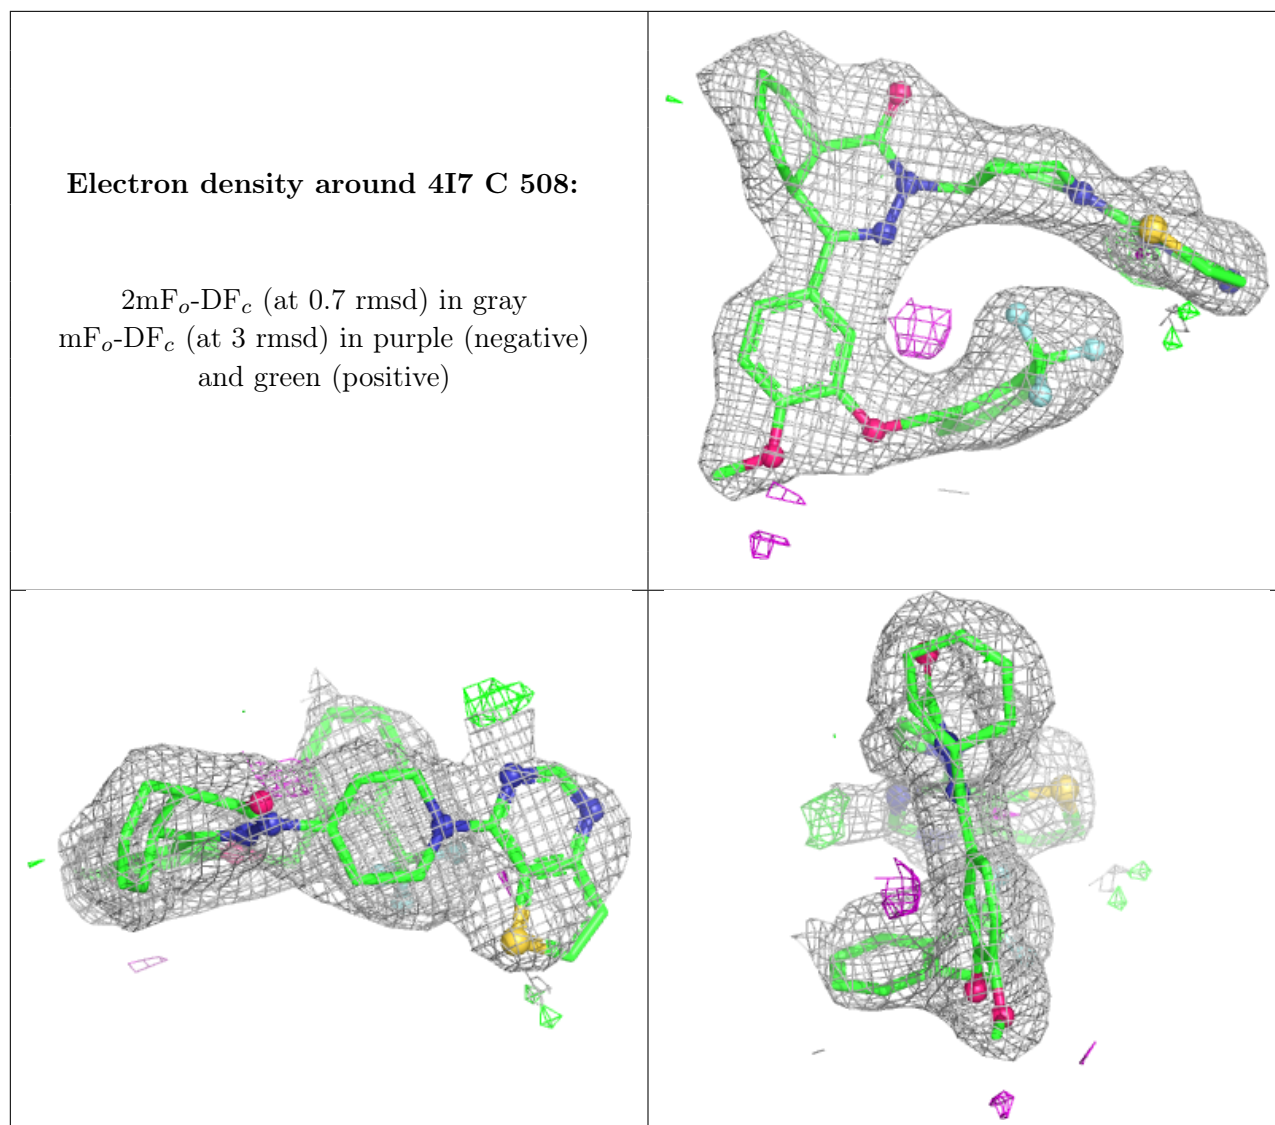 Electron density around 4I7 C 508:
2mFo-DFc (at 0.7 rmsd) in gray
mFo-DFc (at 3 rmsd) in purple (negative)
and green (positive)